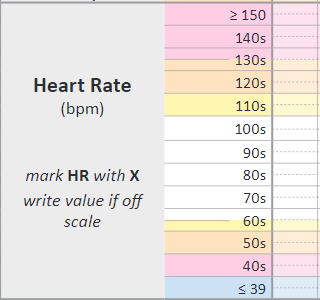 Heart Rate
(bpm)
mark HR with X
write value if off
scale
≥ 150
140s
130s
120s
110s
100s
90s
80s
70s
60s
50s
40s
≤ 39